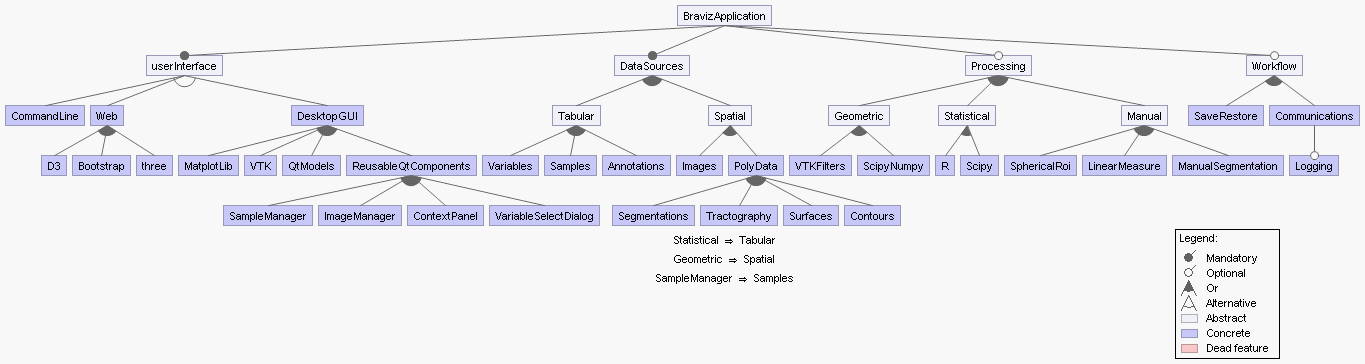 BravizApplication
userInterface DataSources Processing Workflow
CommandLine Web DesktopGUI Tabular Spatial Geometric Statistical Manual SaveRestore Communications
D3 Bootstrap three MatplotLib VTK QtModels ReusableQtComponents Variables Samples Annotations Images PolyData VTKFilters ScipyNumpy R Scipy SphericalRoi LinearMeasure ManualSegmentation Logging
SampleManager ImageManager ContextPanel VariableSelectDialog Segmentations Tractography Surfaces Contours
Statistical ⇒ Tabular
Geometric ⇒ Spatial
SampleManager ⇒ Samples
Legend:
Mandatory
Optional
Or
Alternative
Abstract
Concrete
Dead feature